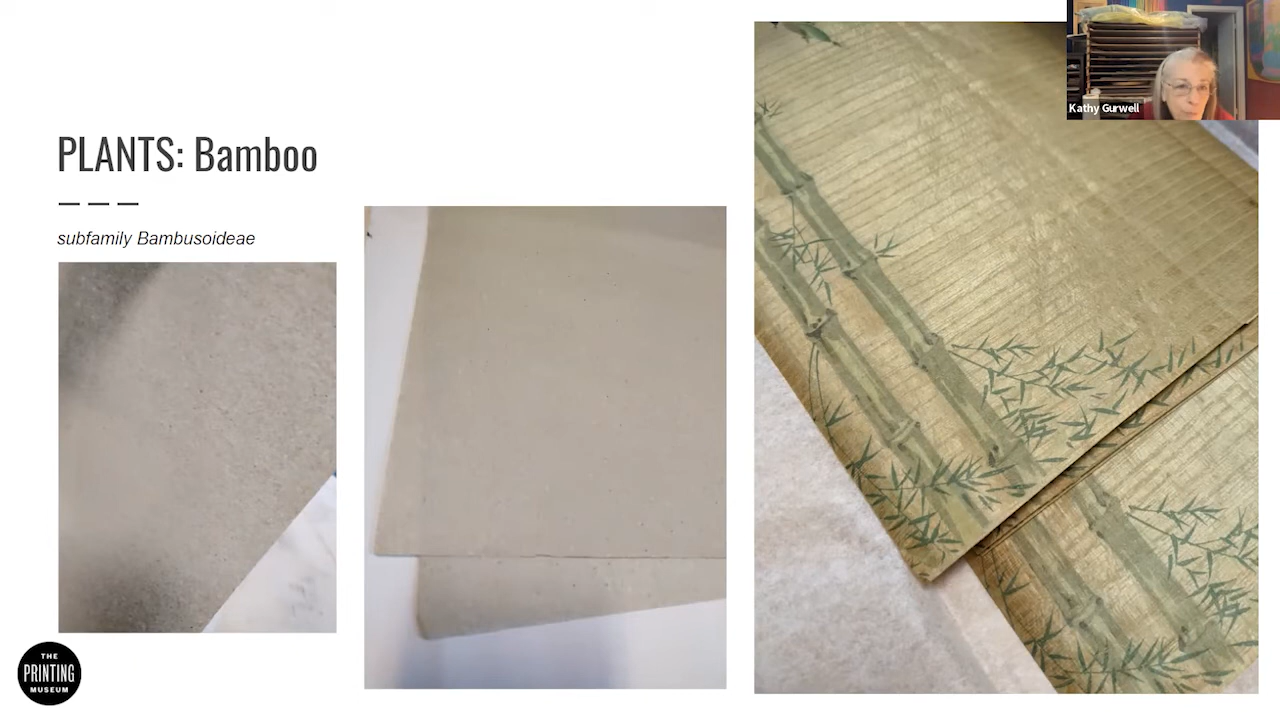 Kathy Gurwell
PLANTS: Bamboo
subfamily Bambusoideae
THE
PRINTING
MUSEUM